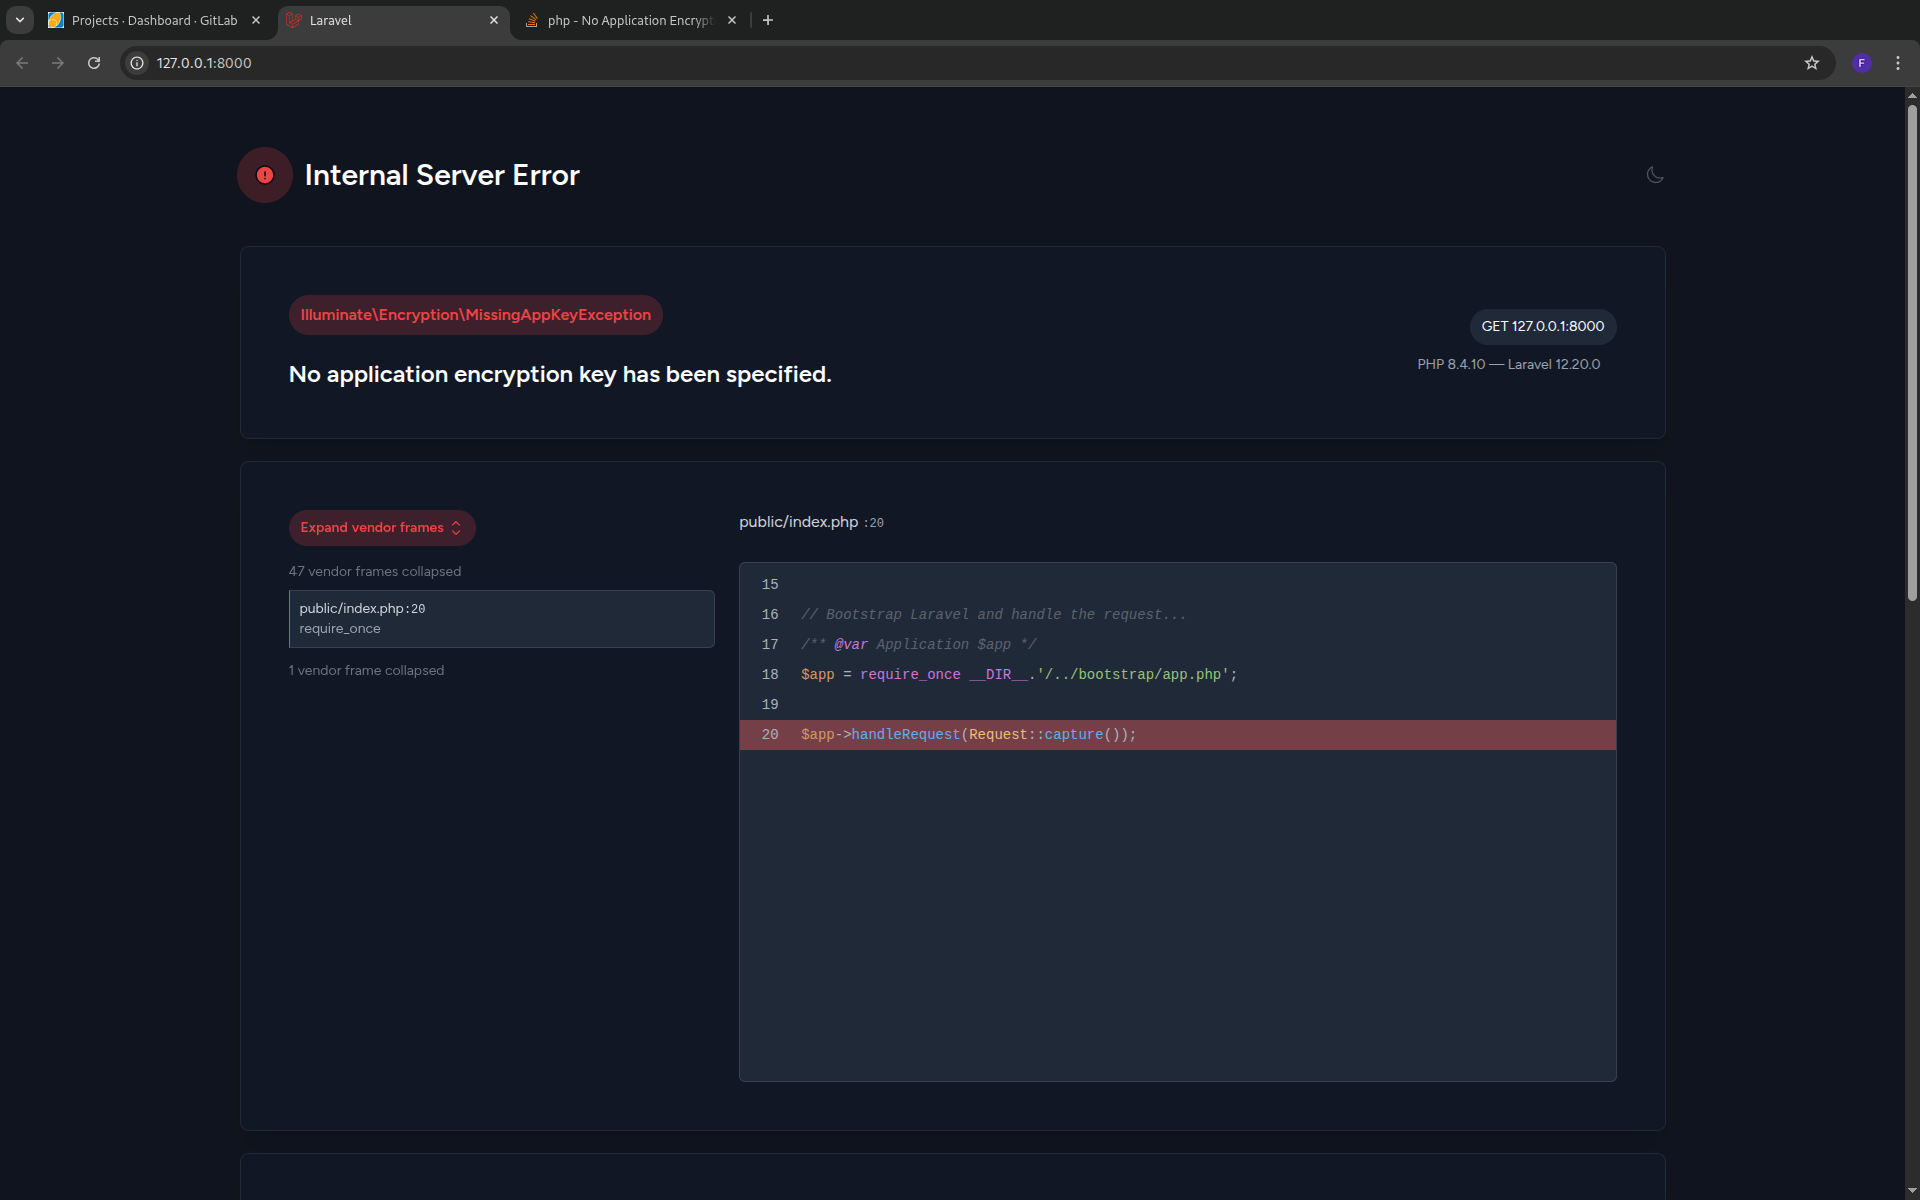 Projects · Dashboard · GitLab
Laravel
php - No Application Encrypt
127.0.0.1:8000
F
Internal Server Error
Illuminate\Encryption\MissingAppKeyException
GET 127.0.0.1:8000
No application encryption key has been specified.
PHP 8.4.10 — Laravel 12.20.0
Expand vendor frames
47 vendor frames collapsed
public/index.php:20
require_once
1 vendor frame collapsed
public/index.php :20
15
16 // Bootstrap Laravel and handle the request...
17 /** @var Application $app */
18 $app = require_once __DIR__.'/../bootstrap/app.php';
19
20 $app->handleRequest(Request::capture());